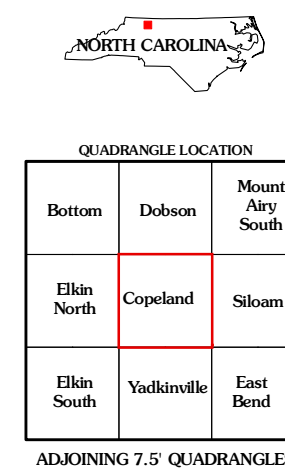 NORTH CAROLINA
QUADRANGLE LOCATION
Bottom
Dobson
Mount
Airy
South
Elkin
North
Copeland
Siloam
Elkin
South
Yadkinville
East
Bend
ADJOINING 7.5' QUADRANGLE